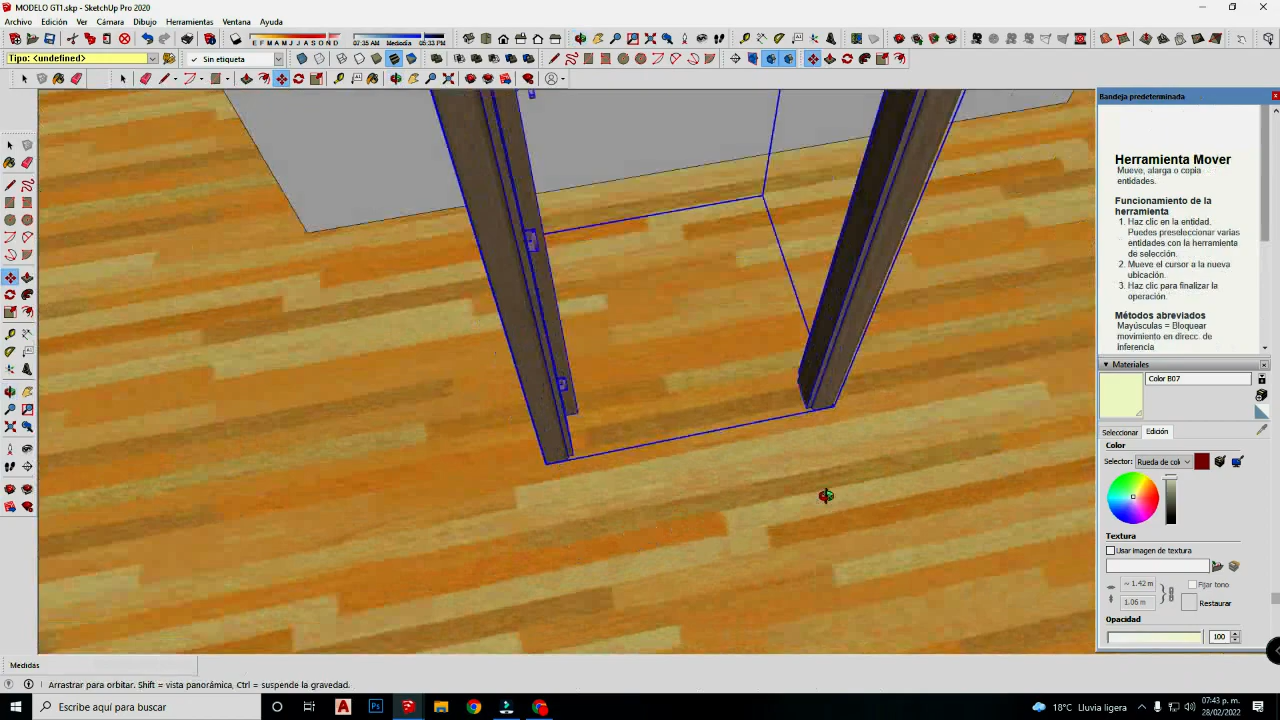 MODELO GT1.skp - SketchUp Pro 2020
Archivo Edición Ver Cámara Dibujo Herramientas Ventana Ayuda
E F M A M J J A S O N D
07:35 AM Mediodía 05:33 PM
Tipo: <undefined>
Sin etiqueta
Bandeja predeterminada
Herramienta Mover
Mueve, alarga o copia
entidades.
Funcionamiento de la
herramienta
1. Haz clic en la entidad.
Puedes preseleccionar varias
entidades con la herramienta
de selección.
2. Mueve el cursor a la nueva
ubicación.
3. Haz clic para finalizar la
operación.
Métodos abreviados
Mayúsculas = Bloquear
movimiento en direcc. de
inferencia
Materiales
Color B07
Seleccionar Edición
Color
Selector: Rueda de col
Textura
Usar imagen de textura
~ 1.42 m
Fijar tono
1.06 m
Restaurar
Opacidad
100
Medidas
Arrastrar para orbitar. Shift = vista panorámica, Ctrl = suspende la gravedad.
Escribe aquí para buscar
18°C Lluvia ligera
07:43 p. m.
28/02/2022